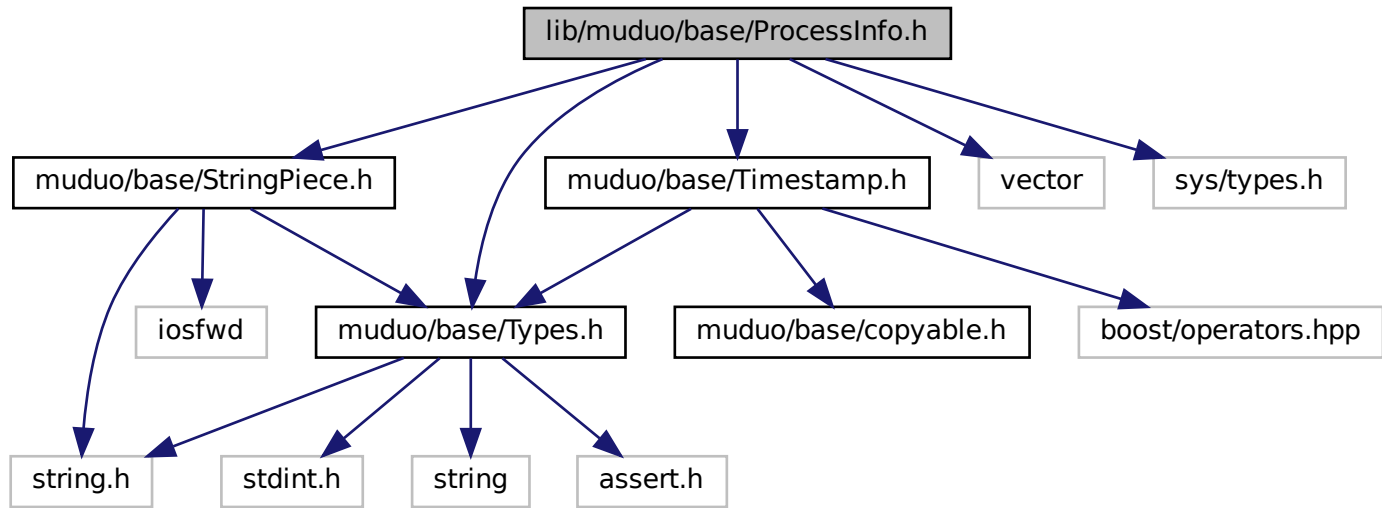 lib/muduo/base/ProcessInfo.h
muduo/base/StringPiece.h
muduo/base/Timestamp.h
vector
sys/types.h
iosfwd
muduo/base/Types.h
muduo/base/copyable.h
boost/operators.hpp
string.h
stdint.h
string
assert.h